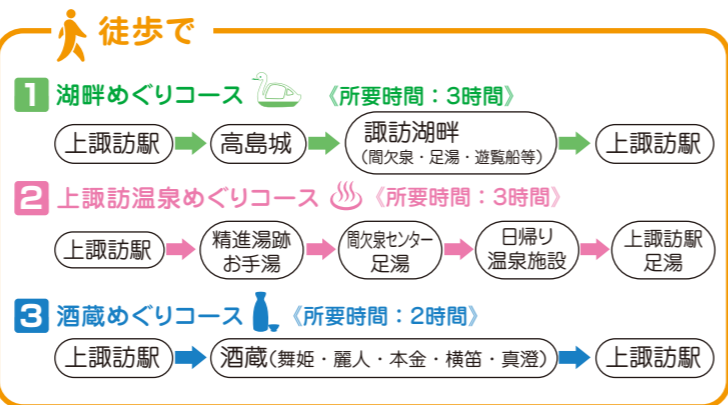 徒歩で
1 湖畔めぐりコース 《所要時間：3時間》
上諏訪駅 高島城 諏訪湖畔 上諏訪駅
(間欠泉・足湯・遊覧船等)
2 上諏訪温泉めぐりコース 《所要時間：3時間》
上諏訪駅 精進湯跡 間欠泉センター 日帰り 上諏訪駅
お手湯 足湯 温泉施設 足湯
3 酒蔵めぐりコース 《所要時間：2時間》
上諏訪駅 酒蔵(舞姫・麗人・本金・横笛・真澄) 上諏訪駅